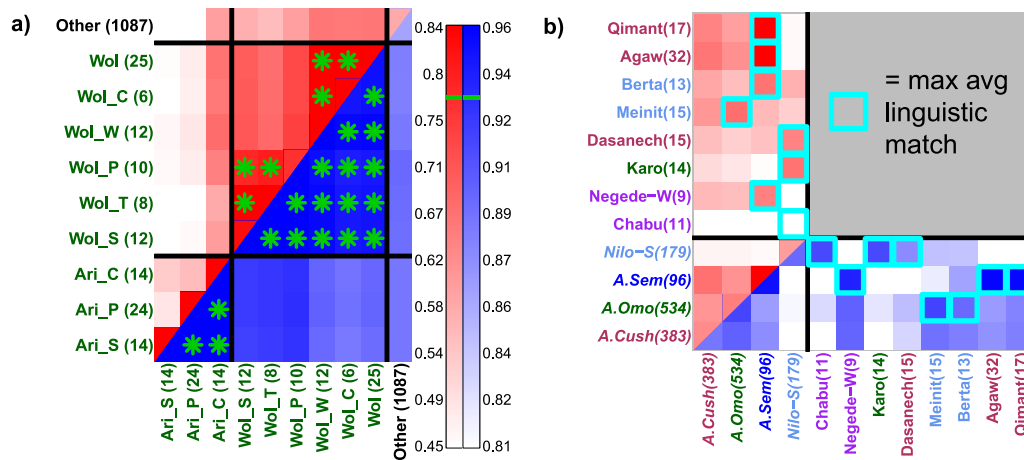 a)
Other (1087)
Wol (25)
Wol_C (6)
Wol_W (12)
Wol_P (10)
Wol_T (8)
Wol_S (12)
Ari_C (14)
Ari_P (24)
Ari_S (14)
Ari_S (14)
Ari_P (24)
Ari_C (14)
Wol_S (12)
Wol_T (8)
Wol_P (10)
Wol_W (12)
Wol_C (6)
Wol (25)
Other (1087)
0.84
0.8
0.76
0.71
0.67
0.62
0.58
0.54
0.49
0.45
0.96
0.94
0.92
0.91
0.89
0.88
0.86
0.84
0.83
0.81
b)
Qimant(17)
Agaw(32)
Berta(13)
Meinit(15)
Dasanech(15)
Karo(14)
Negede−W(9)
Chabu(11)
Nilo−S(179)
A.Sem(96)
A.Omo(534)
A.Cush(383)
= max avg
linguistic
match
A.Cush(383)
A.Omo(534)
A.Sem(96)
Nilo−S(179)
Chabu(11)
Negede−W(9)
Karo(14)
Dasanech(15)
Meinit(15)
Berta(13)
Agaw(32)
Qimant(17)